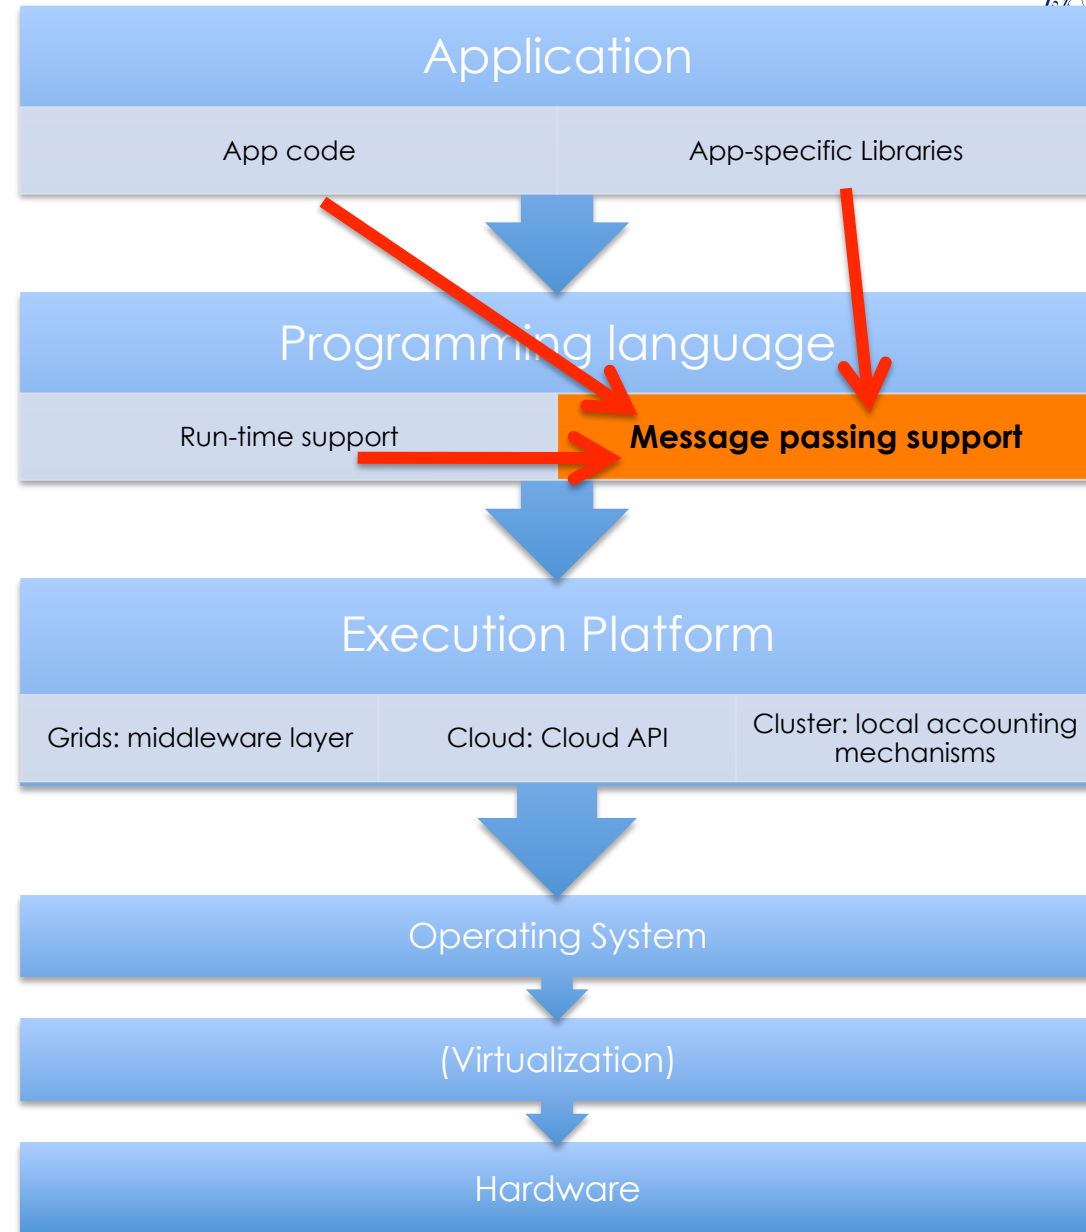 Application
App code
App-specific Libraries
Programming language
Run-time support
Message passing support
Execution Platform
Grids: middleware layer
Cloud: Cloud API
Cluster: local accounting
mechanisms
Operating System
(Virtualization)
Hardware